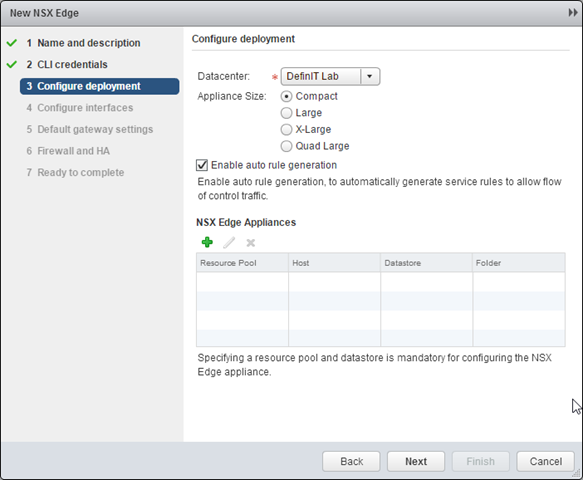 New NSX Edge
1 Name and description
2 CLI credentials
3 Configure deployment
4 Configure interfaces
5 Default gateway settings
6 Firewall and HA
7 Ready to complete
Configure deployment
Datacenter: * DefinIT Lab
Appliance Size: Compact
Large
X-Large
Quad Large
Enable auto rule generation
Enable auto rule generation, to automatically generate service rules to allow flow
of control traffic.
NSX Edge Appliances
Resource Pool Host Datastore Folder
Specifying a resource pool and datastore is mandatory for configuring the NSX
Edge appliance.
Back Next Finish Cancel